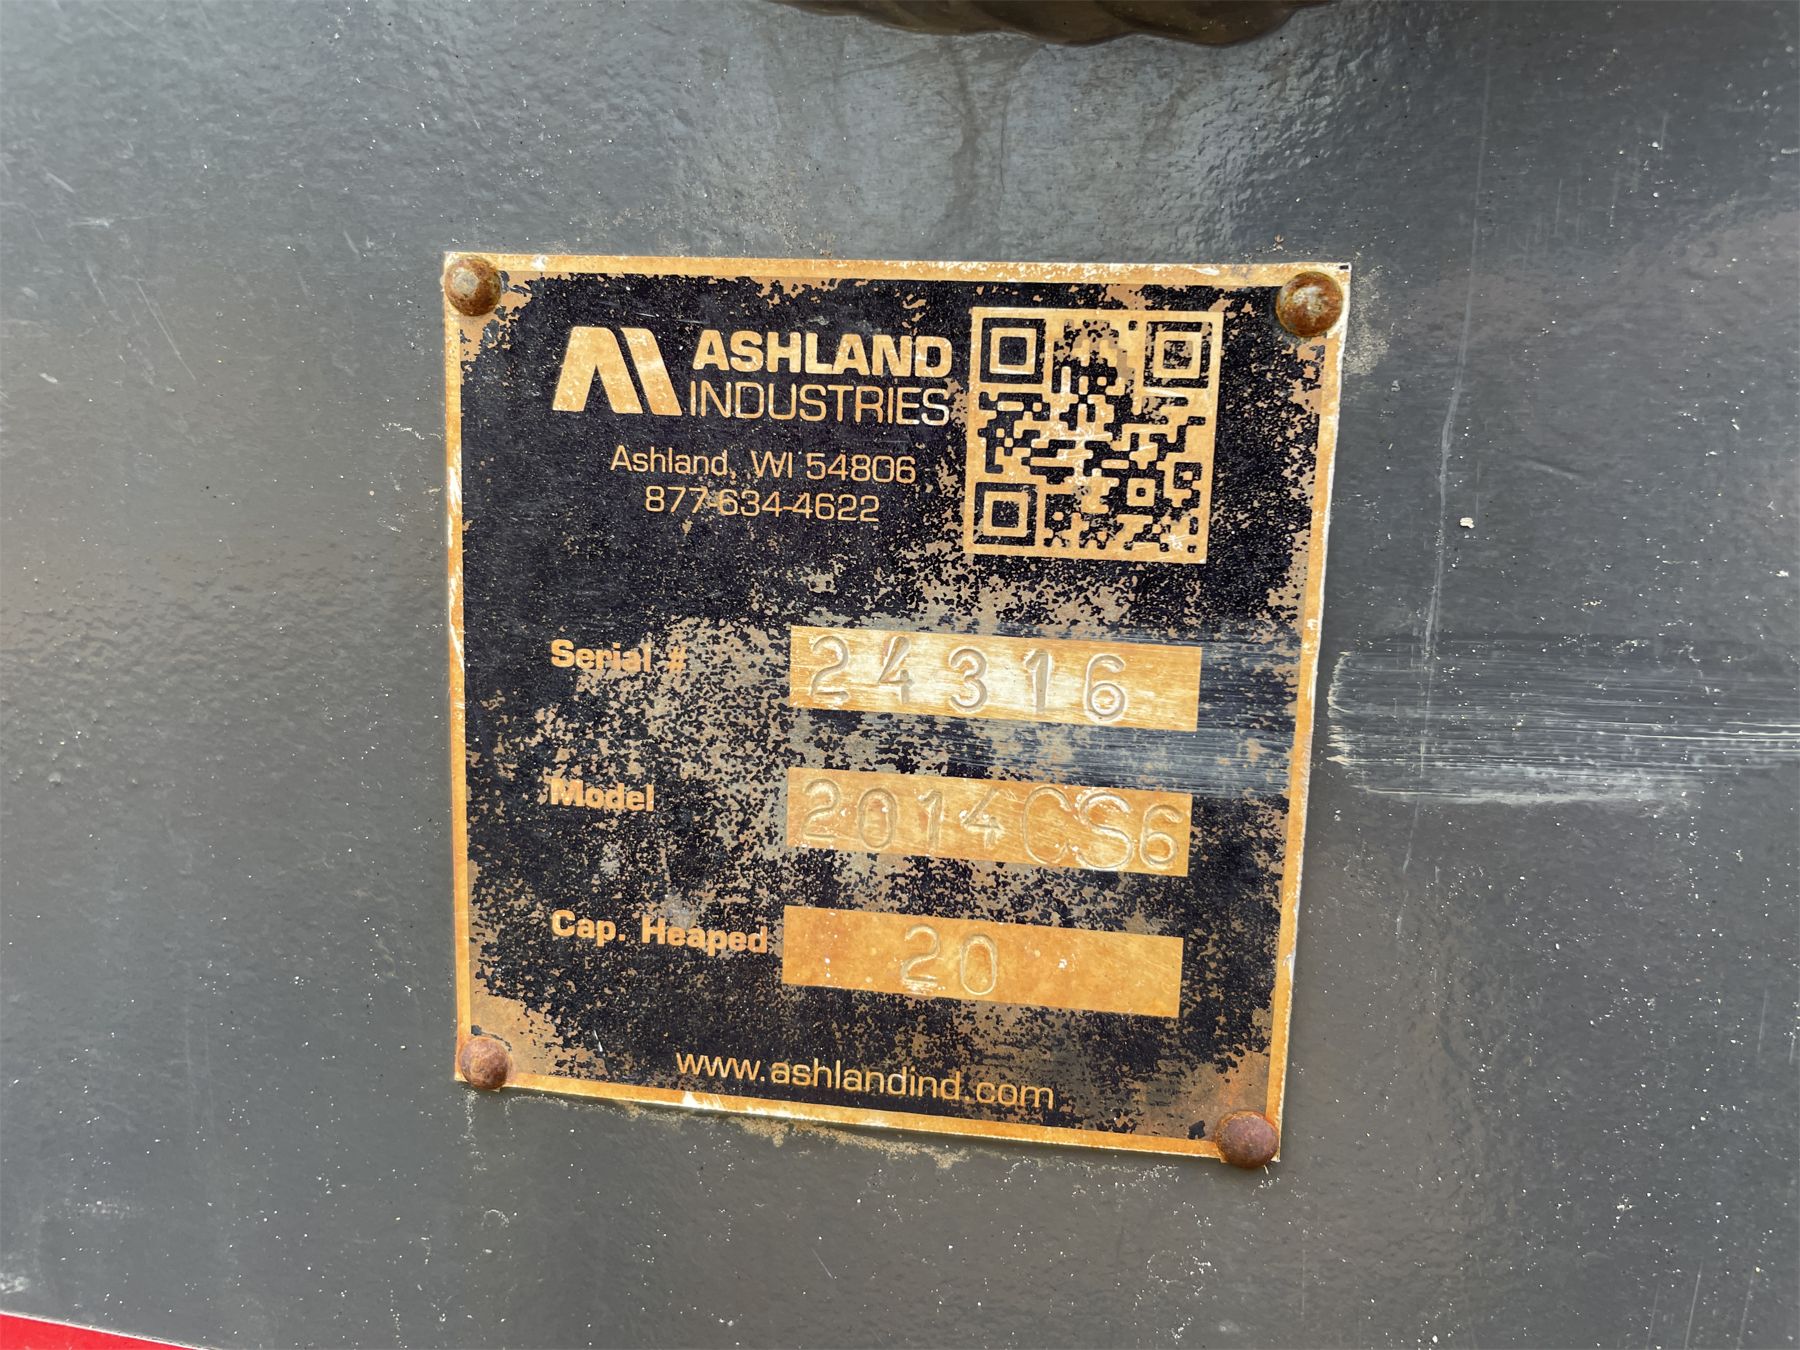 ASHLAND
INDUSTRIES
Ashland, WI 54806
877-634-4622
Serial # 24316
Model 2014CS6
Cap. Heaped 20
www.ashlandind.com